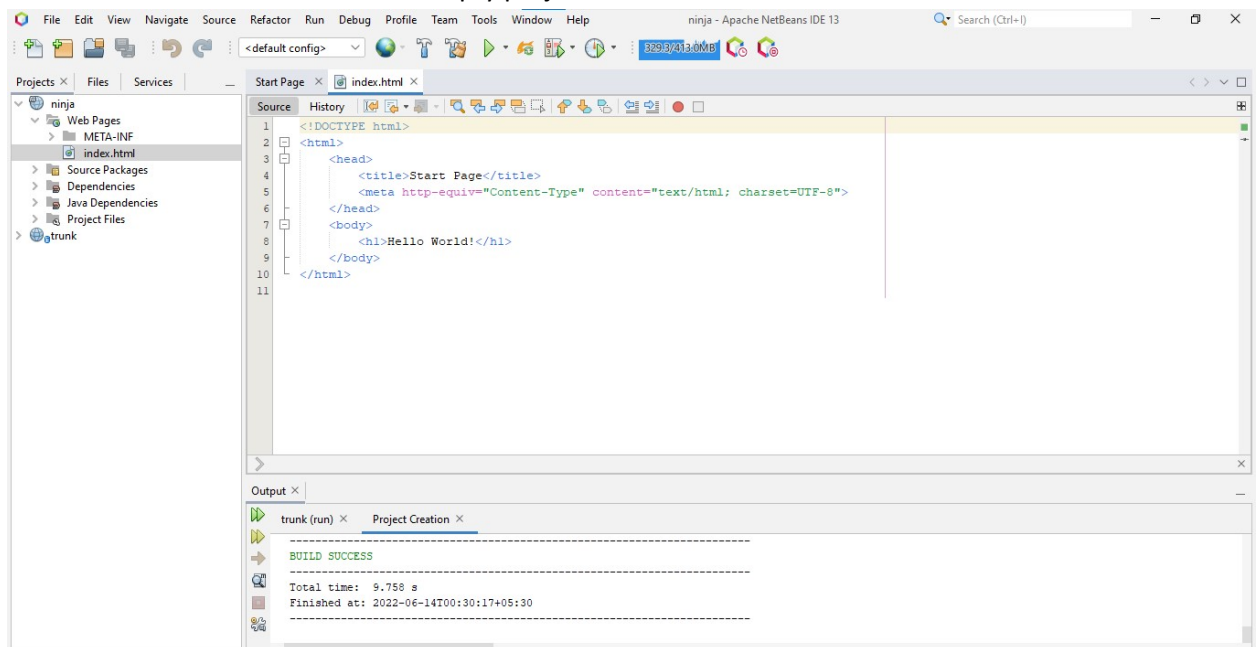 File Edit View Navigate Source Refactor Run Debug Profile Team Tools Window Help ninja - Apache NetBeans IDE 13 Search (Ctrl+I)
<default config> 329.3/413.0MB
Projects Files Services
ninja
Web Pages
META-INF
index.html
Source Packages
Dependencies
Java Dependencies
Project Files
trunk
Start Page index.html
Source History
1 <!DOCTYPE html>
2 <html>
3 <head>
4 <title>Start Page</title>
5 <meta http-equiv="Content-Type" content="text/html; charset=UTF-8">
6 </head>
7 <body>
8 <h1>Hello World!</h1>
9 </body>
10 </html>
11
Output
trunk (run) Project Creation
------------------------------------------------------------------------
BUILD SUCCESS
------------------------------------------------------------------------
Total time: 9.758 s
Finished at: 2022-06-14T00:30:17+05:30
------------------------------------------------------------------------